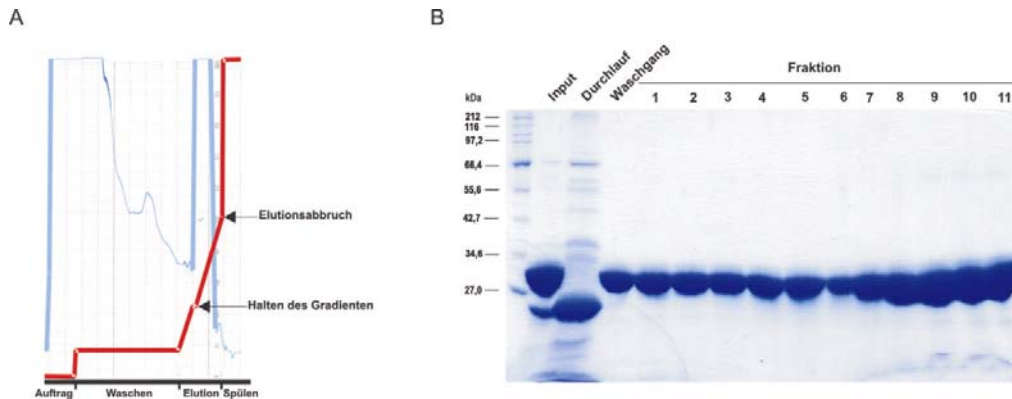 A
Elutionsabbruch
Halten des Gradienten
Auftrag Waschen Elution Spülen
B
Input
Durchlauf
Waschgang
Fraktion
kDa
1 2 3 4 5 6 7 8 9 10 11
212
116
97,2
66,4
55,6
42,7
34,6
27,0